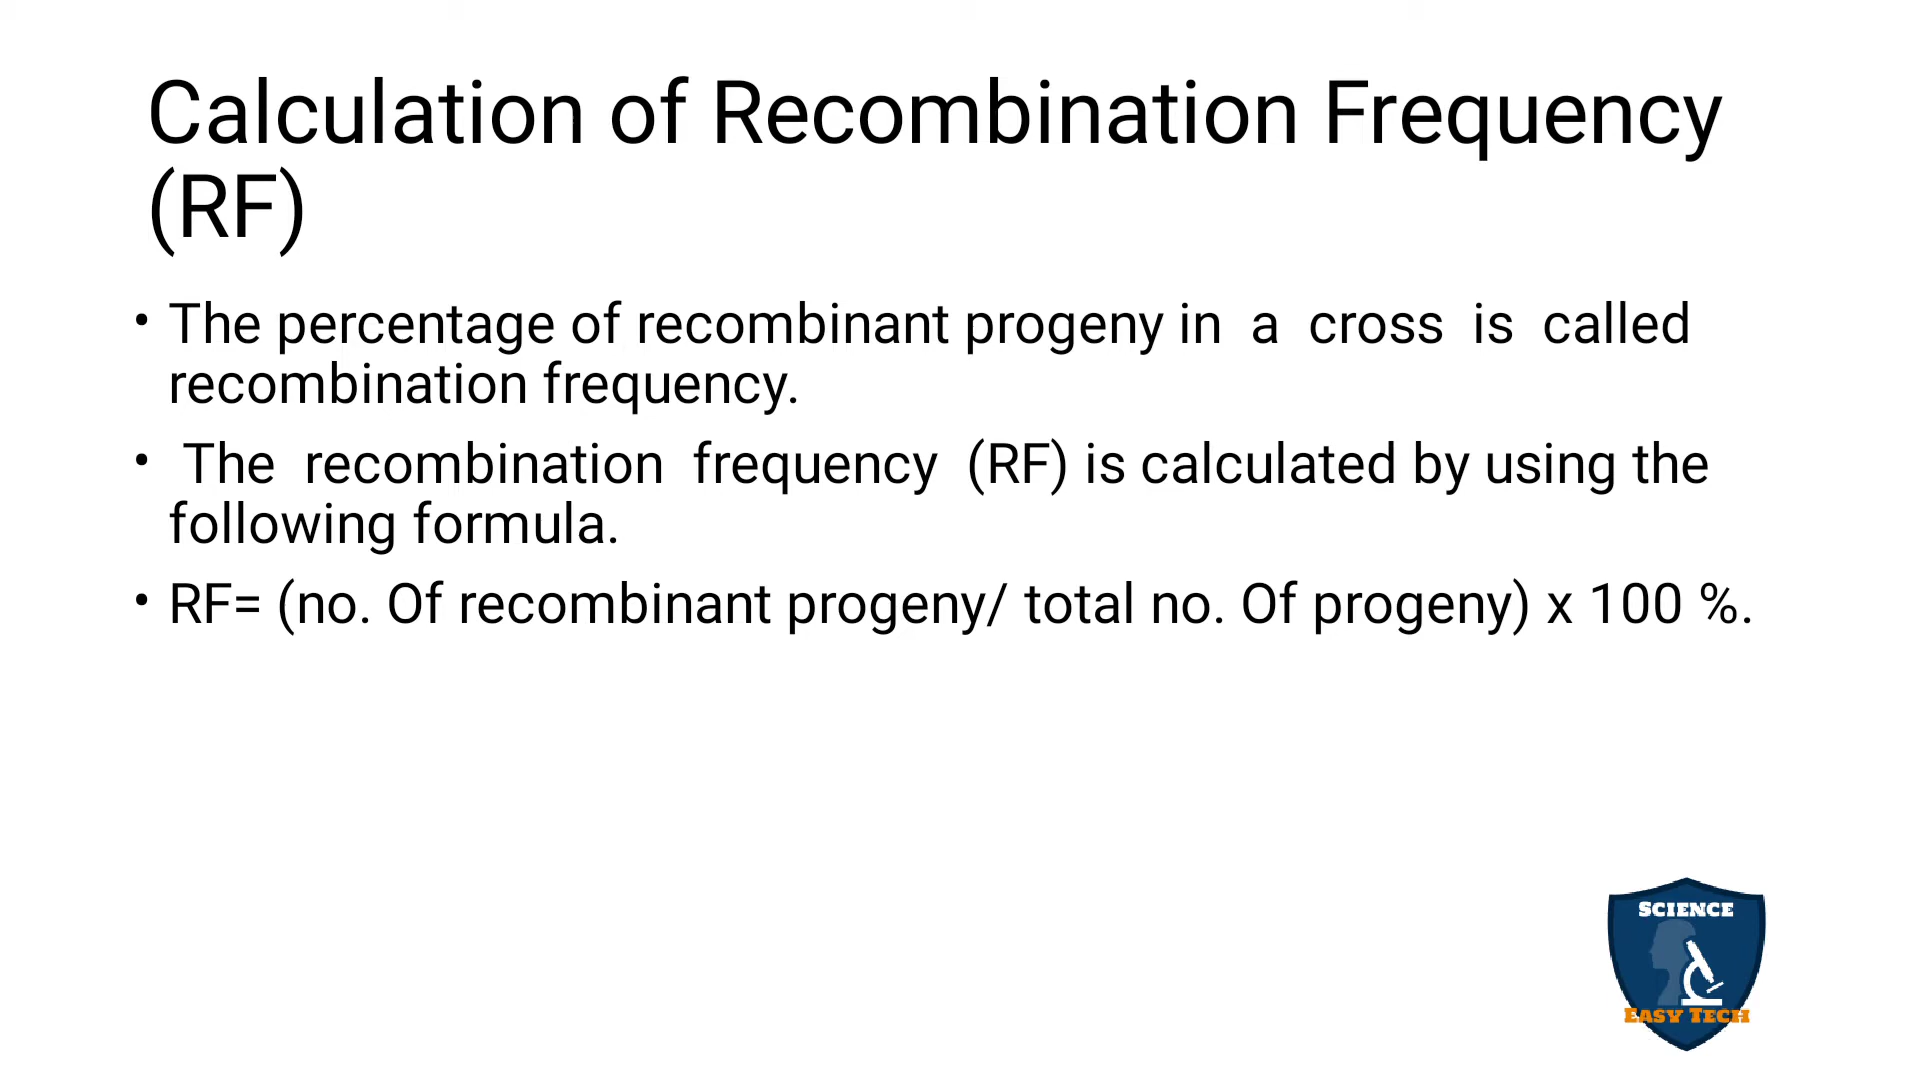 Calculation of Recombination Frequency
(RF)
• The percentage of recombinant progeny in a cross is called
recombination frequency.
• The recombination frequency (RF) is calculated by using the
following formula.
• RF= (no. Of recombinant progeny/ total no. Of progeny) x 100 %.
SCIENCE
EASY TECH